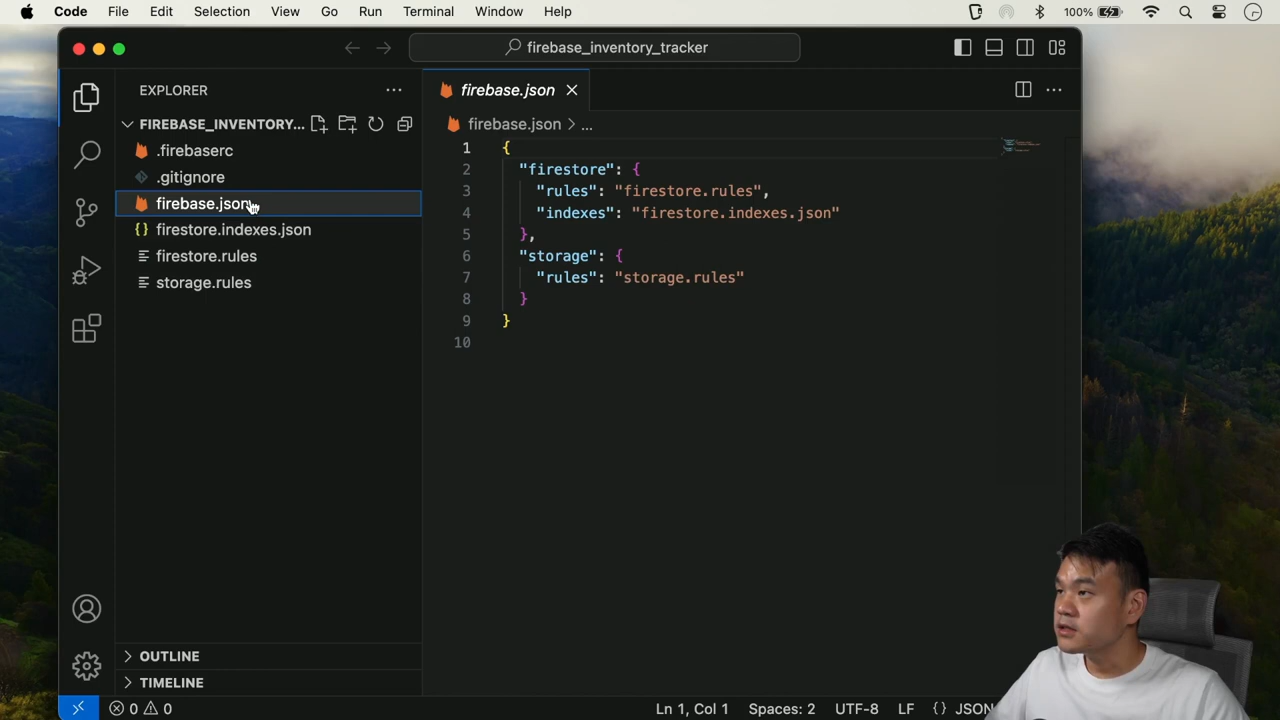 Code File Edit Selection View Go Run Terminal Window Help 100%
firebase_inventory_tracker
EXPLORER
FIREBASE_INVENTORY...
.firebaserc
.gitignore
firebase.json
firestore.indexes.json
firestore.rules
storage.rules
OUTLINE
TIMELINE
firebase.json
firebase.json > ...
1 {
2 "firestore": {
3 "rules": "firestore.rules",
4 "indexes": "firestore.indexes.json"
5 },
6 "storage": {
7 "rules": "storage.rules"
8 }
9 }
10
0 0 Ln 1, Col 1 Spaces: 2 UTF-8 LF {} JSON